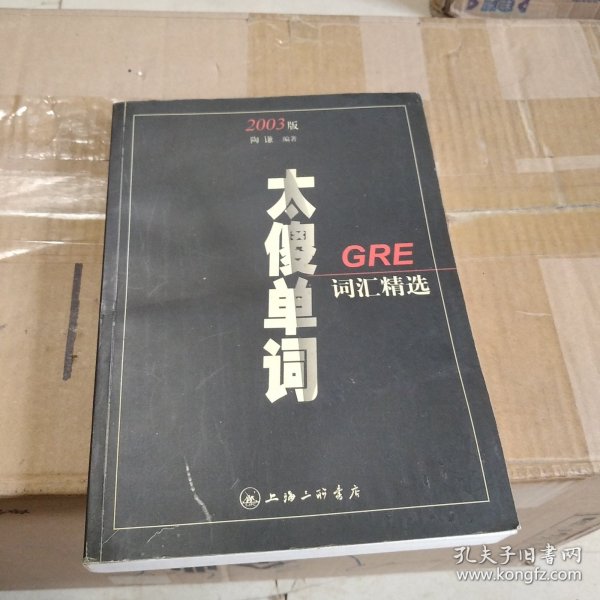 2003版
陶谦 编著
太傻单词
GRE
词汇精选
上海三联书店
孔夫子旧书网
www.kongfz.com